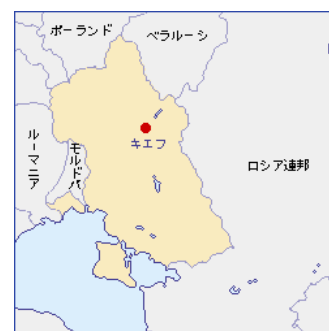 ポーランド
ベラルーシ
キエフ
ルーマニア
モルドバ
ロシア連邦